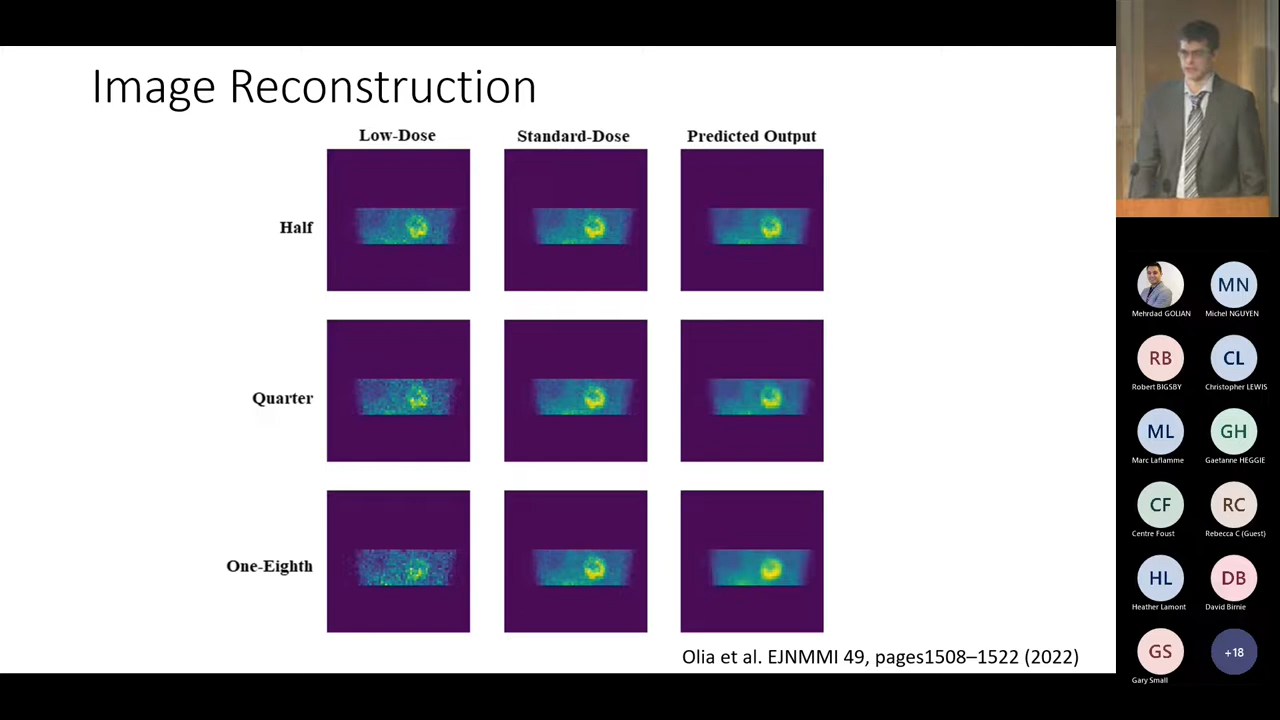 Image Reconstruction
Low-Dose
Standard-Dose
Predicted Output
Half
Quarter
One-Eighth
Olia et al. EJNMMI 49, pages1508–1522 (2022)
Mehrdad GOLIAN
MN
Michel NGUYEN
RB
Robert BIGSBY
CL
Christopher LEWIS
ML
Marc Laflamme
GH
Gaetanne HEGGIE
CF
Centre Foust
RC
Rebecca C (Guest)
HL
Heather Lamont
DB
David Birnie
GS
Gary Small
+18